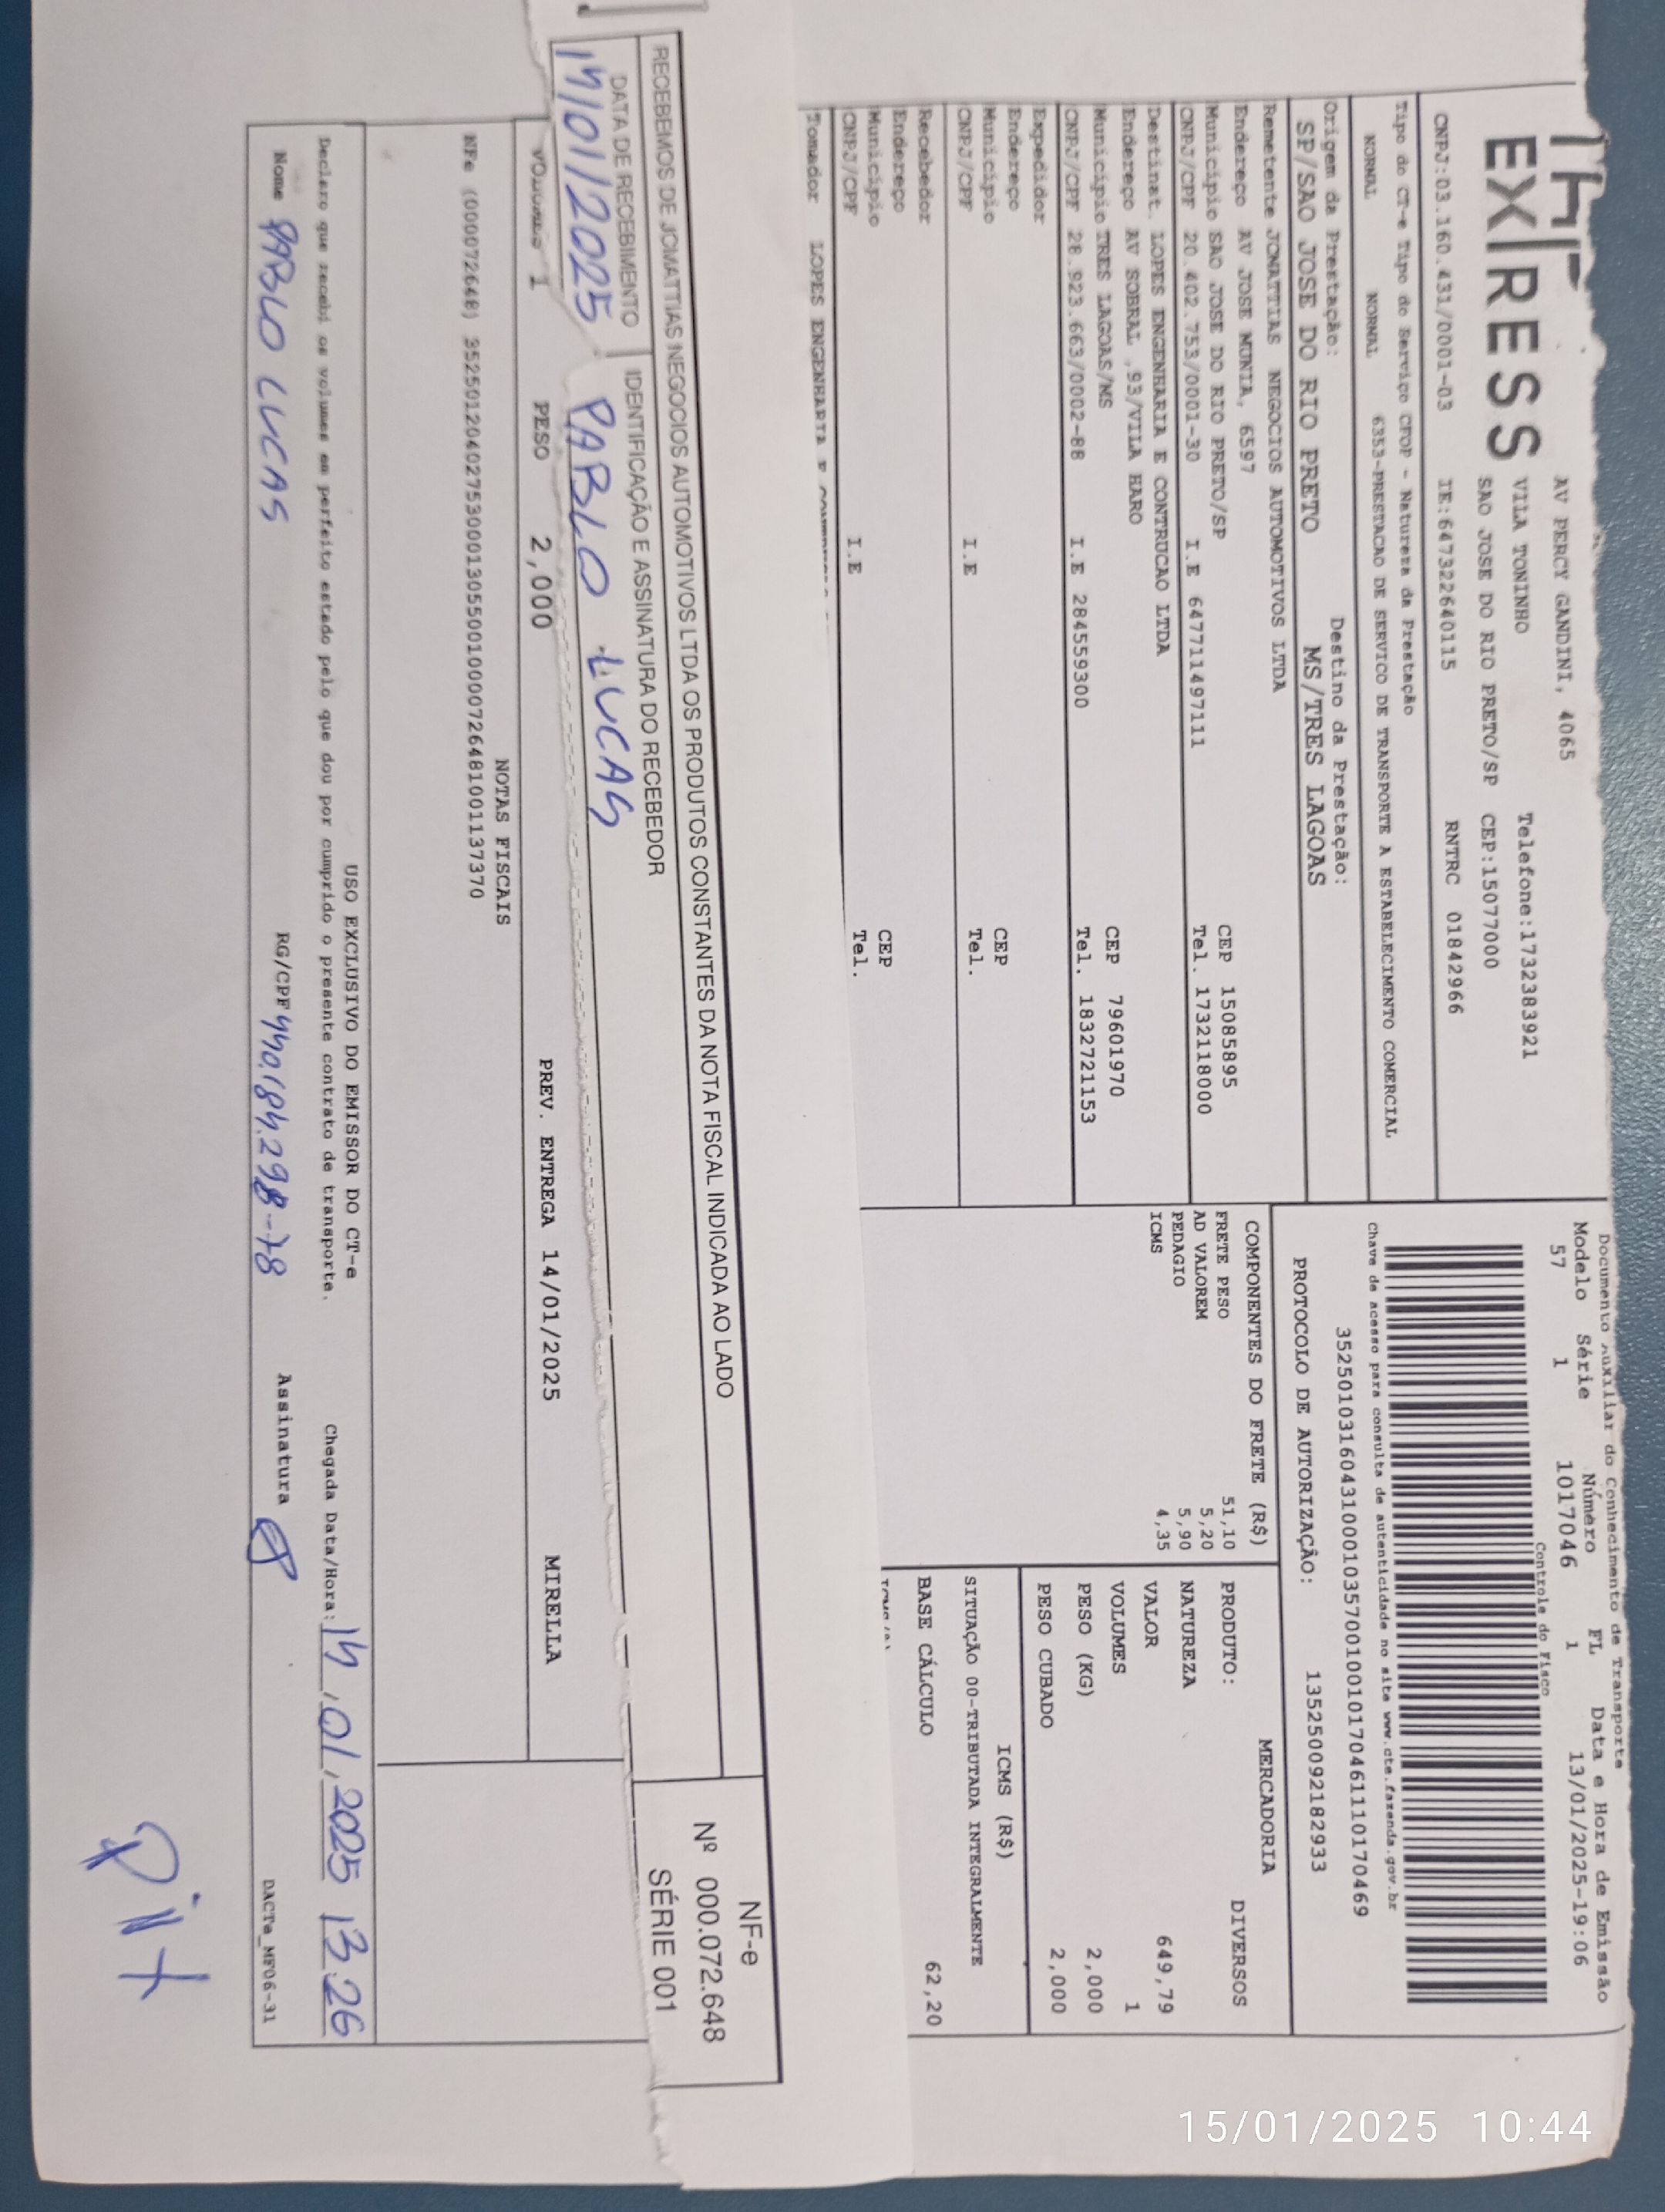 EXPRESS
AV PERCY GANDINI, 4065
VILA TONINHO Telefone:1732383921
SAO JOSE DO RIO PRETO/SP CEP:15077000
CNPJ:03.160.431/0001-03 IE:647322640115 RNTRC 01842966
Tipo do CT-e Tipo do Serviço CFOP - Natureza da Prestação
NORMAL NORMAL 6353-PRESTACAO DE SERVICO DE TRANSPORTE A ESTABELECIMENTO COMERCIAL
Origem da Prestação: Destino da Prestação:
SP/SAO JOSE DO RIO PRETO MS/TRES LAGOAS
Remetente JOMATTIAS NEGOCIOS AUTOMOTIVOS LTDA
Endereço AV JOSE MUNIA, 6597
Município SAO JOSE DO RIO PRETO/SP CEP 15085895
CNPJ/CPF 20.402.753/0001-30 I.E 647711497111 Tel. 1732118000
Destinat. LOPES ENGENHARIA E CONTRUCAO LTDA
Endereço AV SOBRAL ,93/VILA HARO
Município TRES LAGOAS/MS CEP 79601970
CNPJ/CPF 28.923.663/0002-88 I.E 284559300 Tel. 1832721153
Expedidor
Endereço
Município CEP
CNPJ/CPF I.E Tel.
Recebedor
Endereço
Município CEP
CNPJ/CPF I.E Tel.
Tomador LOPES ENGENHARIA E
Documento Auxiliar do Conhecimento de Transporte
Modelo Série Número FL Data e Hora de Emissão
57 1 1017046 1 13/01/2025-19:06
Controle do Fisco
Chave de acesso para consulta de autenticidade no site www.cte.fazenda.gov.br
35250103160431000103570010010170461110170469
PROTOCOLO DE AUTORIZAÇÃO: 135250092182933
COMPONENTES DO FRETE (R$)
FRETE PESO 51,10
AD VALOREM 5,20
PEDAGIO 5,90
ICMS 4,35
MERCADORIA
PRODUTO: DIVERSOS
NATUREZA
VALOR 649,79
VOLUMES 1
PESO (KG) 2,000
PESO CUBADO 2,000
ICMS (R$)
SITUAÇÃO 00-TRIBUTADA INTEGRALMENTE
BASE CÁLCULO 62,20
RECEBEMOS DE JOMATTIAS NEGOCIOS AUTOMOTIVOS LTDA OS PRODUTOS CONSTANTES DA NOTA FISCAL INDICADA AO LADO
DATA DE RECEBIMENTO IDENTIFICAÇÃO E ASSINATURA DO RECEBEDOR
14/01/2025 PABLO LUCAS
NF-e
Nº 000.072.648
SÉRIE 001
Volumes 1 PESO 2,000 PREV. ENTREGA 14/01/2025 MIRELLA
NOTAS FISCAIS
NFe (000072648) 35250120402753000130550010000726481001137370
USO EXCLUSIVO DO EMISSOR DO CT-e
Declaro que recebi os volumes em perfeito estado pelo que dou por cumprido o presente contrato de transporte. Chegada Data/Hora: 14,01,2025 13:26
Nome PABLO LUCAS RG/CPF 440.184.298-78 Assinatura
DACTe_MF06-31
15/01/2025 10:44